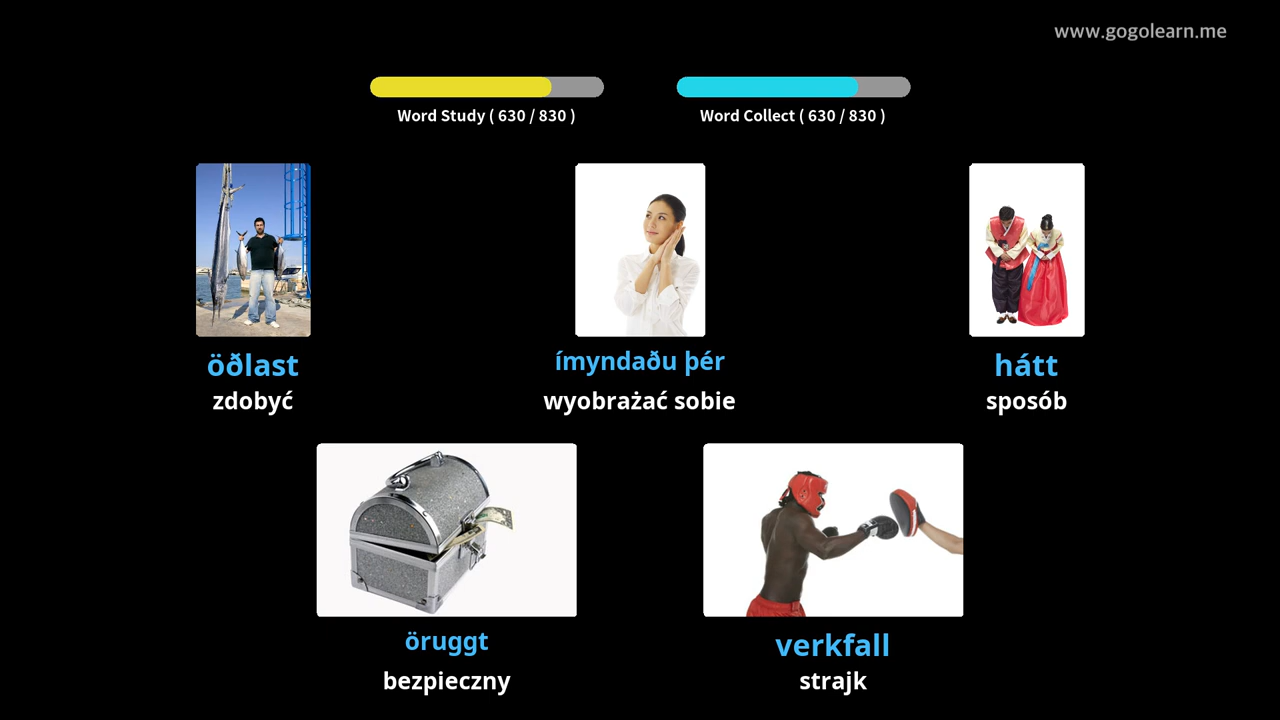 www.gogolearn.me
Word Study ( 630 / 830 )
Word Collect ( 630 / 830 )
öðlast
zdobyć
ímyndaðu þér
wyobrażać sobie
hátt
sposób
öruggt
bezpieczny
verkfall
strajk